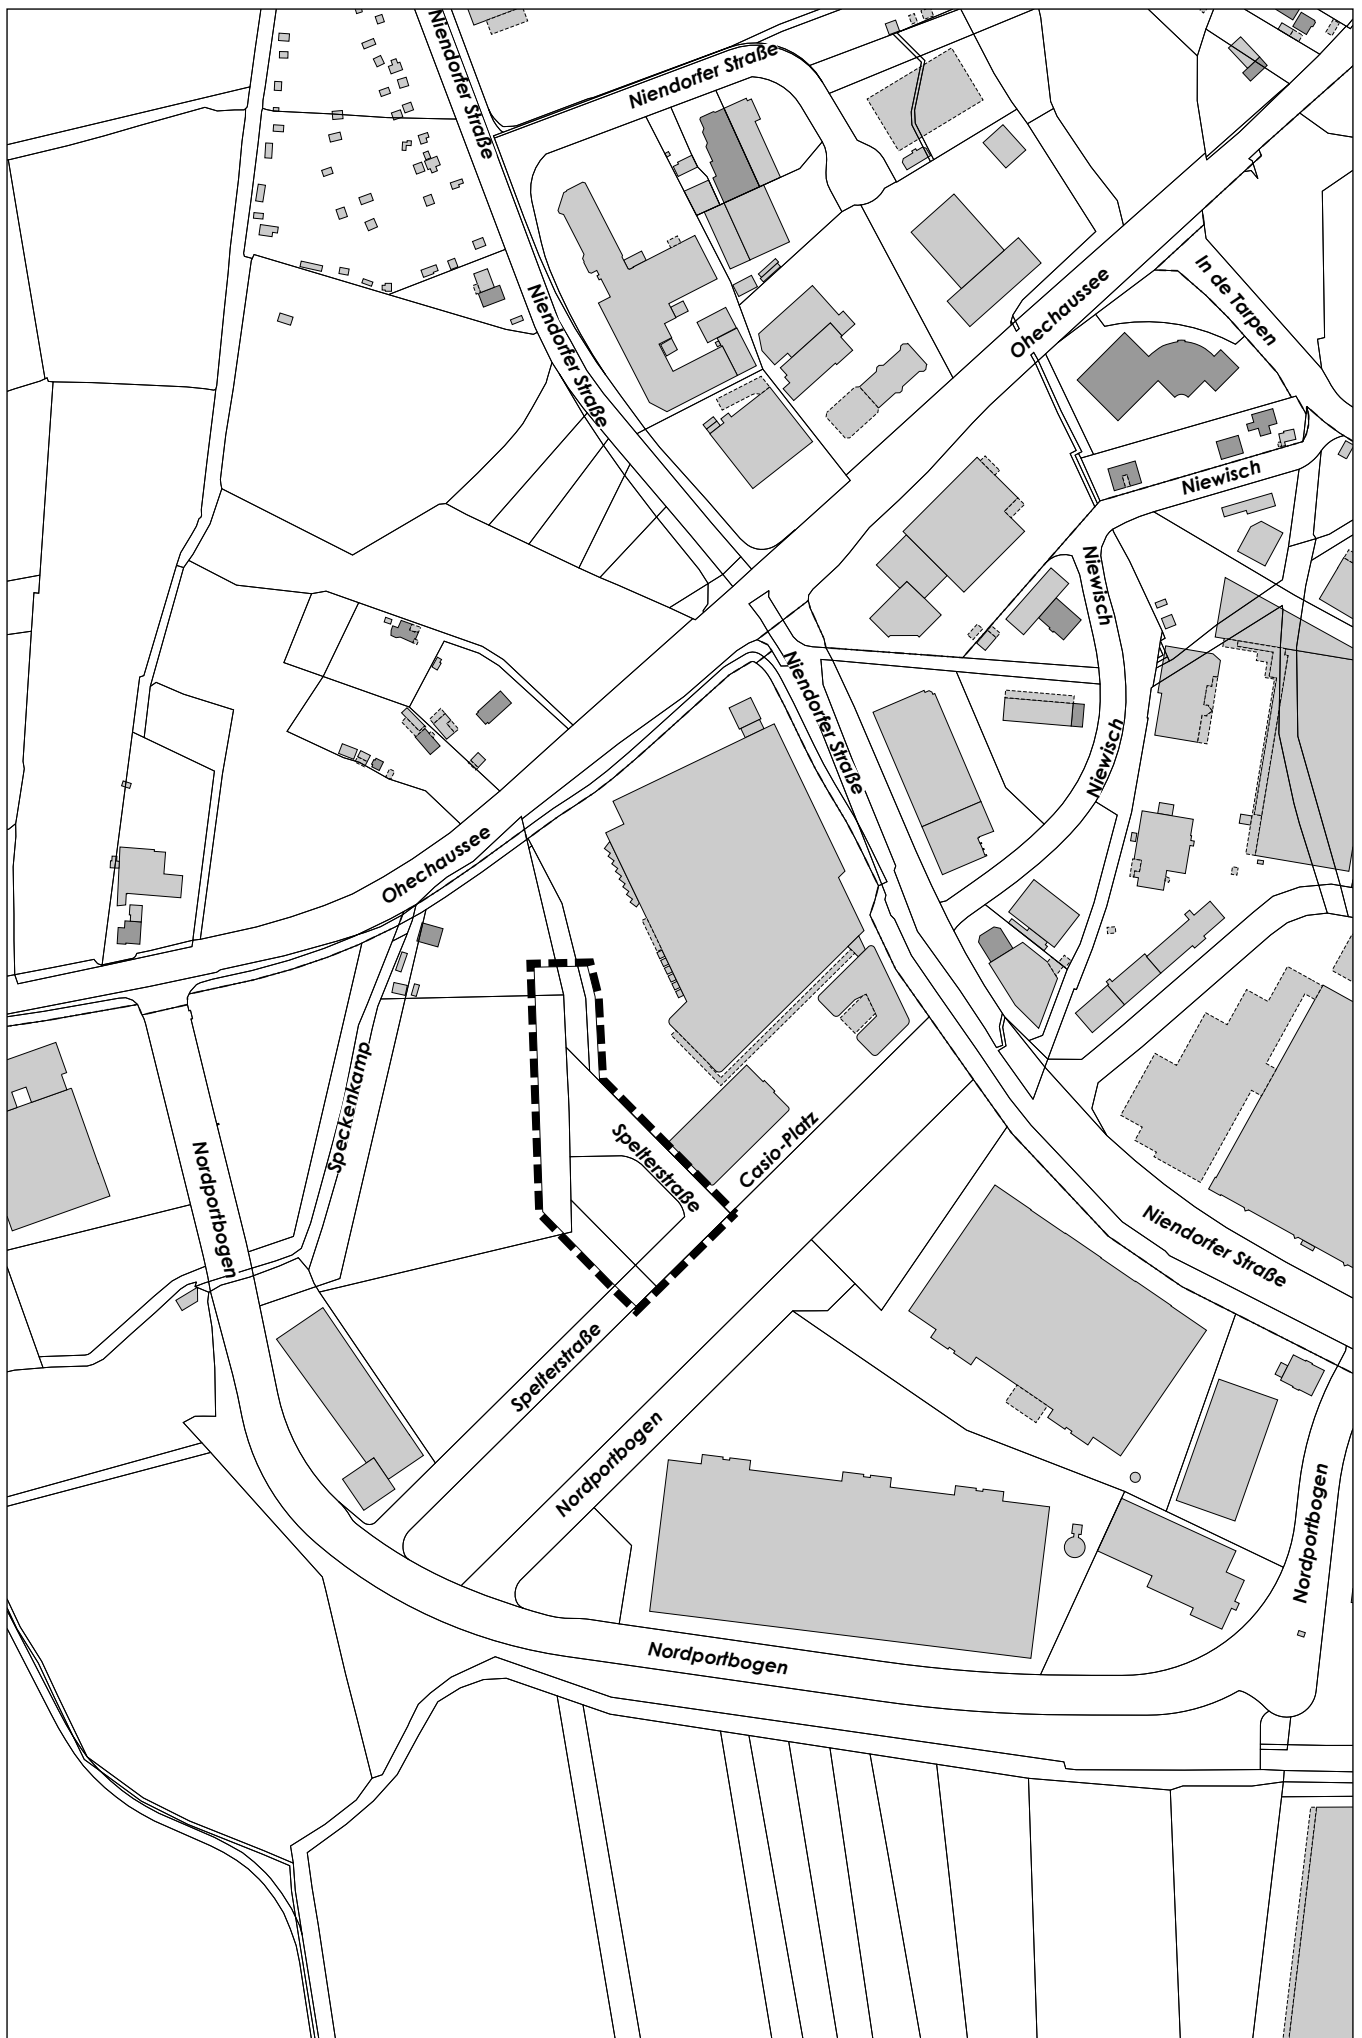 Niendorfer Straße
Niendorfer Straße
In de Tarpen
Ohechaussee
Niendorfer Straße
Niewisch
Niewisch
Niendorfer Straße
Niewisch
Ohechaussee
Speckenkamp
Spelterstraße
Casio-Platz
Nordportbogen
Niendorfer Straße
Spelterstraße
Nordportbogen
Nordportbogen
Nordportbogen